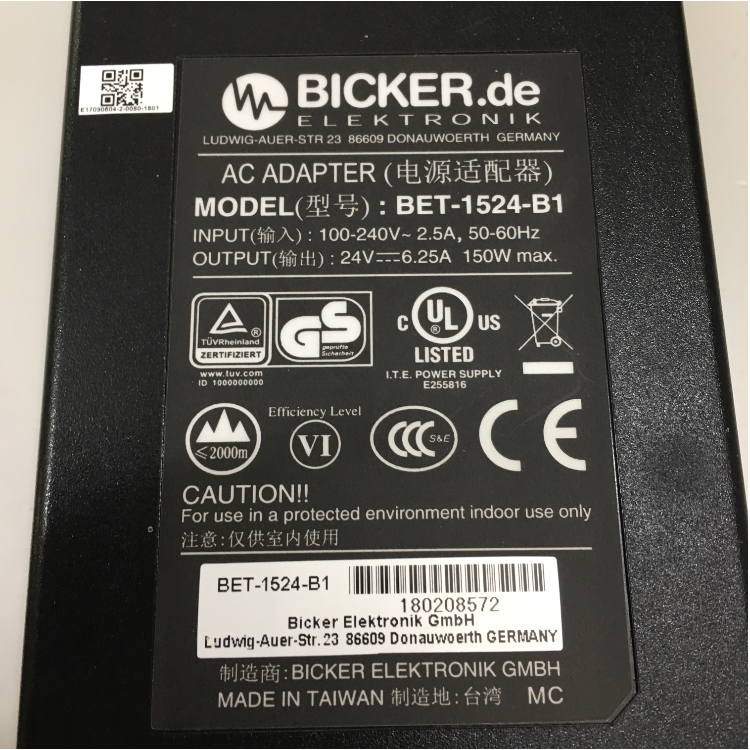 E17090804-2-0080-1801
BICKER.de
ELEKTRONIK
LUDWIG-AUER-STR 23 86609 DONAUWOERTH GERMANY
AC ADAPTER (电源适配器)
MODEL(型号) : BET-1524-B1
INPUT(输入) : 100-240V~ 2.5A, 50-60Hz
OUTPUT(输出) : 24V⎓6.25A 150W max.
TÜVRheinland
ZERTIFIZIERT
www.tuv.com
ID 1000000000
GS
geprüfte
Sicherheit
C UL ® US
LISTED
I.T.E. POWER SUPPLY
E255816
≤2000m
Efficiency Level
VI
CCC S&E
CE
CAUTION!!
For use in a protected environment indoor use only
注意:仅供室内使用
BET-1524-B1
180208572
Bicker Elektronik GmbH
Ludwig-Auer-Str. 23 86609 Donauwoerth GERMANY
制造商:BICKER ELEKTRONIK GMBH
MADE IN TAIWAN 制造地:台湾 MC